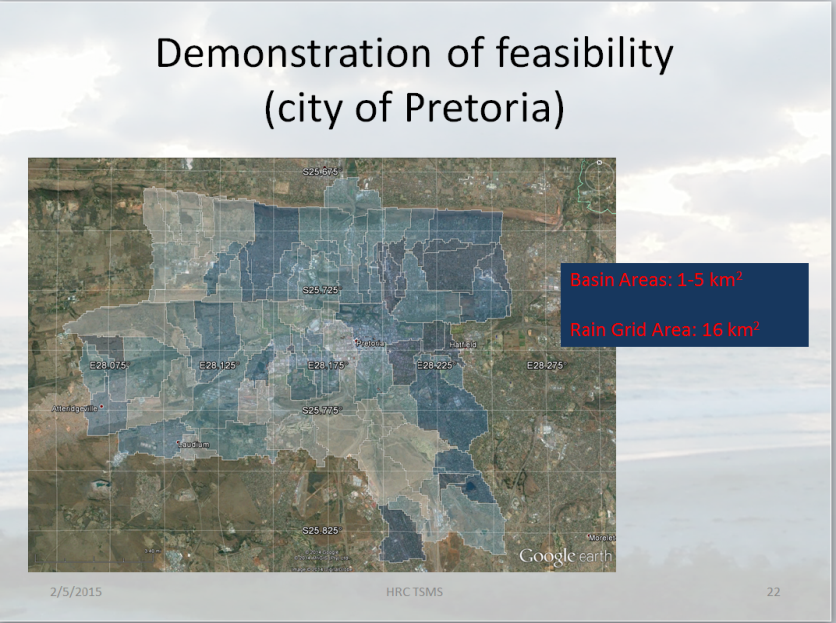 Demonstration of feasibility
(city of Pretoria)
S25.675°
S25.725°
Basin Areas: 1-5 km²
Rain Grid Area: 16 km²
Pretoria
Hatfield
E28.075°
E28.125°
E28.175°
E28.225°
E28.275°
Atteridgeville
S25.775°
Laudium
S25.825°
Morelet
Google earth
2/5/2015
HRC TSMS
22